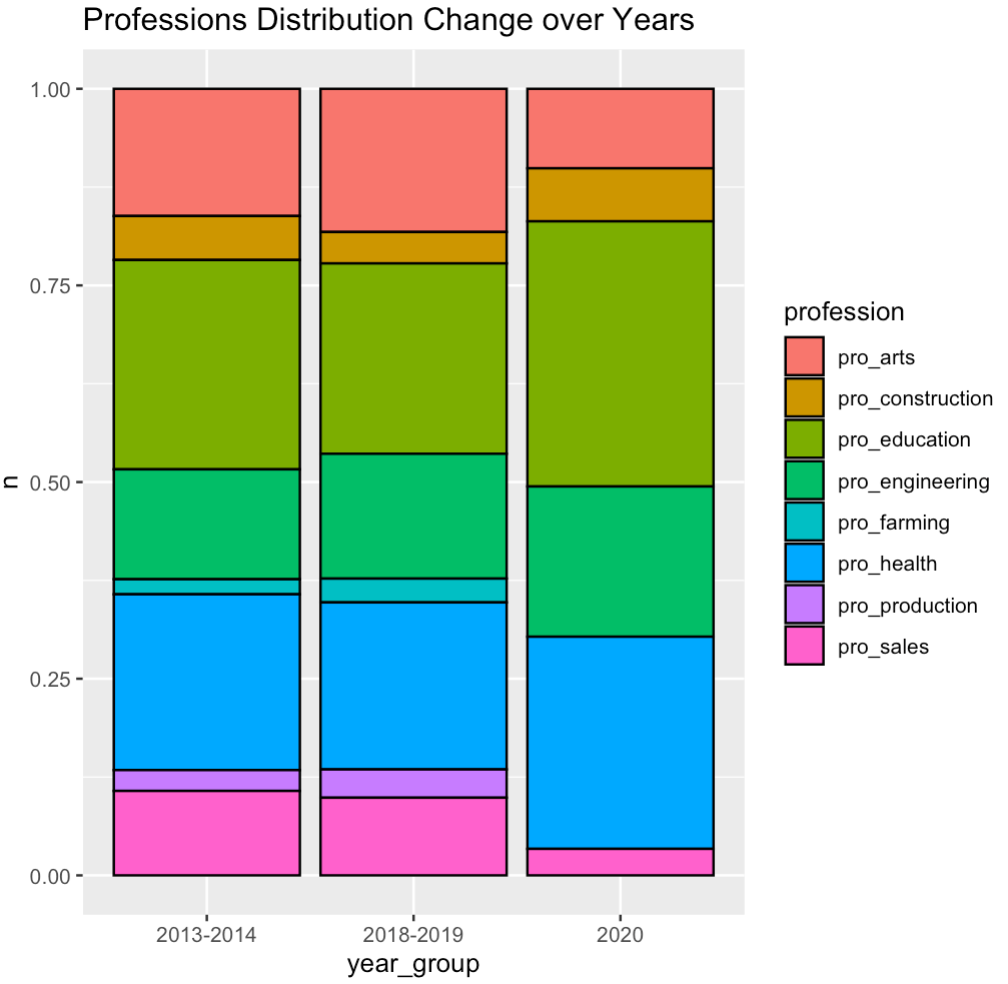 Professions Distribution Change over Years
1.00
0.75
0.50
0.25
0.00
n
2013-2014
2018-2019
2020
year_group
profession
pro_arts
pro_construction
pro_education
pro_engineering
pro_farming
pro_health
pro_production
pro_sales